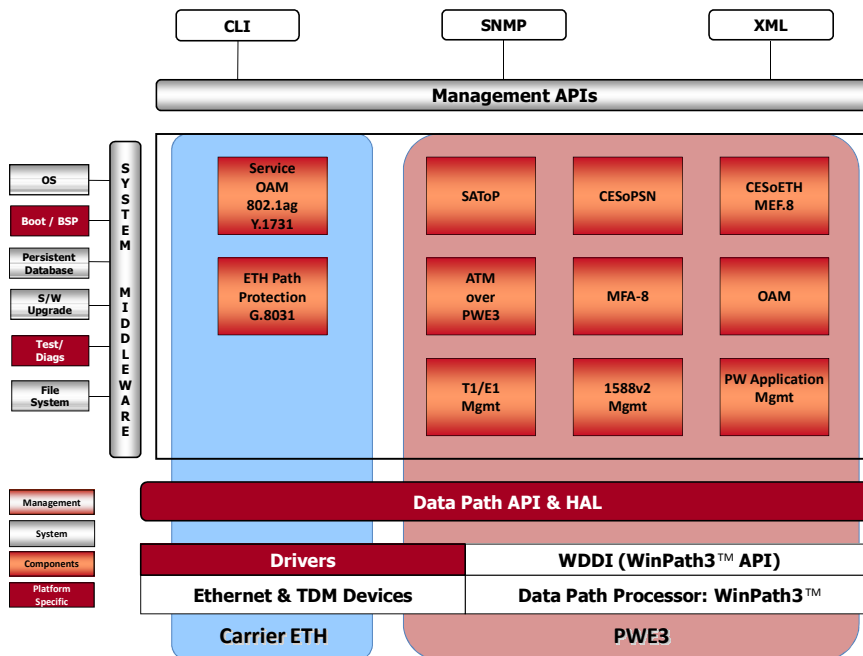 CLI
SNMP
XML
Management APIs
OS
Boot / BSP
Persistent
Database
S/W
Upgrade
Test/
Diags
File
System
SYSTEM MIDDLEWARE
Service
OAM
802.1ag
Y.1731
ETH Path
Protection
G.8031
SAToP
CESoPSN
CESoETH
MEF.8
ATM
over
PWE3
MFA-8
OAM
T1/E1
Mgmt
1588v2
Mgmt
PW Application
Mgmt
Management
System
Components
Platform
Specific
Data Path API & HAL
Drivers
WDDI (WinPath3™ API)
Ethernet & TDM Devices
Data Path Processor: WinPath3™
Carrier ETH
PWE3